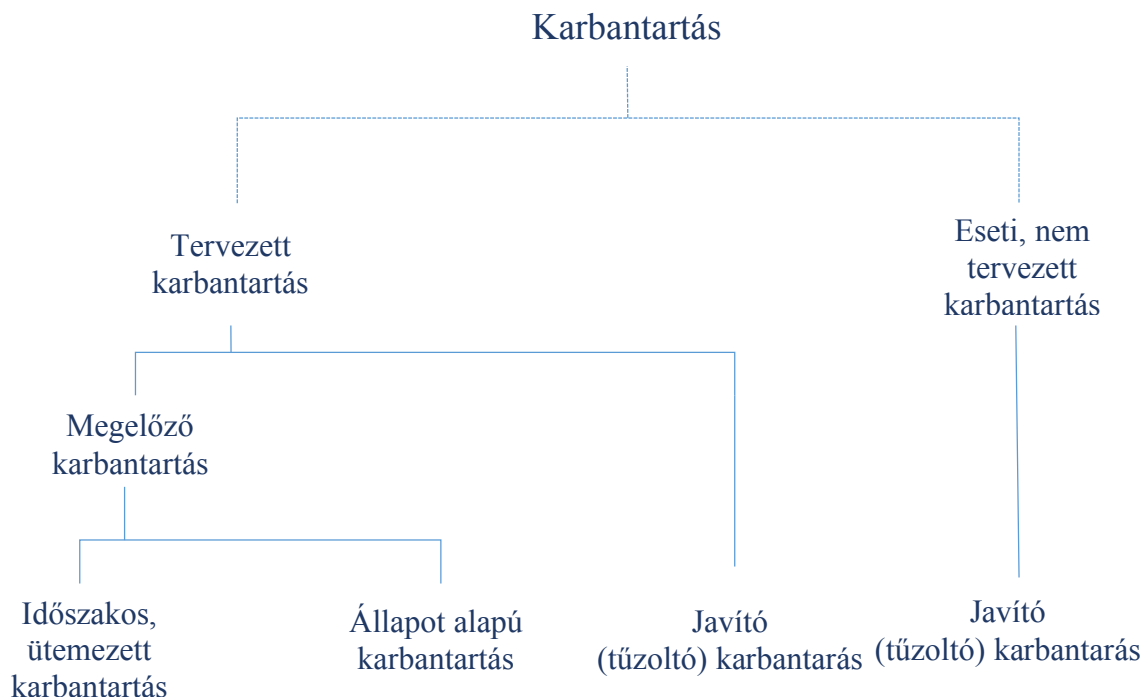 Karbantartás
Tervezett
karbantartás
Eseti, nem
tervezett
karbantartás
Megelőző
karbantartás
Időszakos,
ütemezett
karbantartás
Állapot alapú
karbantartás
Javító
(tűzoltó) karbantarás
Javító
(tűzoltó) karbantarás